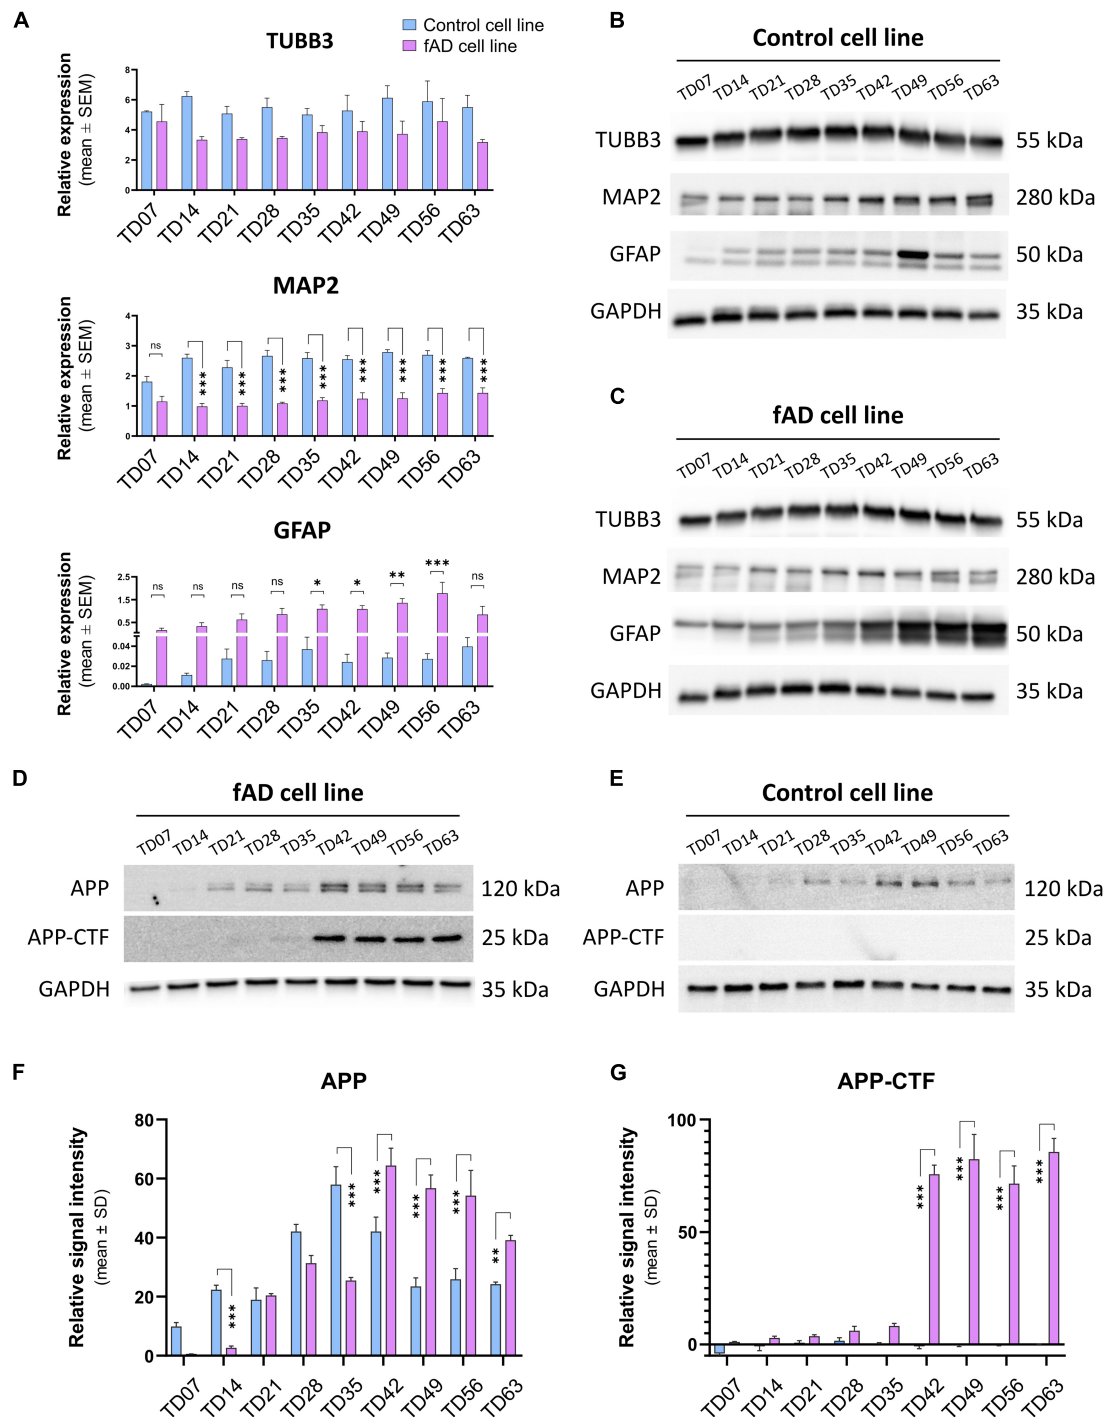 A
TUBB3
Control cell line
fAD cell line
Relative expression
(mean ± SEM)
8
6
4
2
0
TD07 TD14 TD21 TD28 TD35 TD42 TD49 TD56 TD63
MAP2
Relative expression
(mean ± SEM)
4
3
2
1
0
ns *** *** *** *** *** *** *** ***
TD07 TD14 TD21 TD28 TD35 TD42 TD49 TD56 TD63
GFAP
Relative expression
(mean ± SEM)
2.5
1.5
0.5
0.04
0.02
0.00
ns ns ns ns * * ** *** ns
TD07 TD14 TD21 TD28 TD35 TD42 TD49 TD56 TD63
B
Control cell line
TD07 TD14 TD21 TD28 TD35 TD42 TD49 TD56 TD63
TUBB3 55 kDa
MAP2 280 kDa
GFAP 50 kDa
GAPDH 35 kDa
C
fAD cell line
TD07 TD14 TD21 TD28 TD35 TD42 TD49 TD56 TD63
TUBB3 55 kDa
MAP2 280 kDa
GFAP 50 kDa
GAPDH 35 kDa
D
fAD cell line
TD07 TD14 TD21 TD28 TD35 TD42 TD49 TD56 TD63
APP 120 kDa
APP-CTF 25 kDa
GAPDH 35 kDa
E
Control cell line
TD07 TD14 TD21 TD28 TD35 TD42 TD49 TD56 TD63
APP 120 kDa
APP-CTF 25 kDa
GAPDH 35 kDa
F
APP
Relative signal intensity
(mean ± SD)
80
60
40
20
0
*** *** *** *** *** **
TD07 TD14 TD21 TD28 TD35 TD42 TD49 TD56 TD63
G
APP-CTF
Relative signal intensity
(mean ± SD)
100
50
0
*** *** *** ***
TD07 TD14 TD21 TD28 TD35 TD42 TD49 TD56 TD63